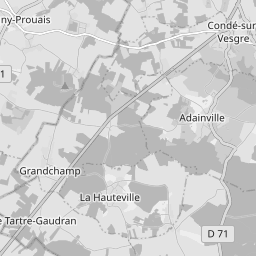 ny-Prouais
Condé-sur
Vesgre
1
Adainville
Grandchamp
La Hauteville
e Tartre-Gaudran
D 71